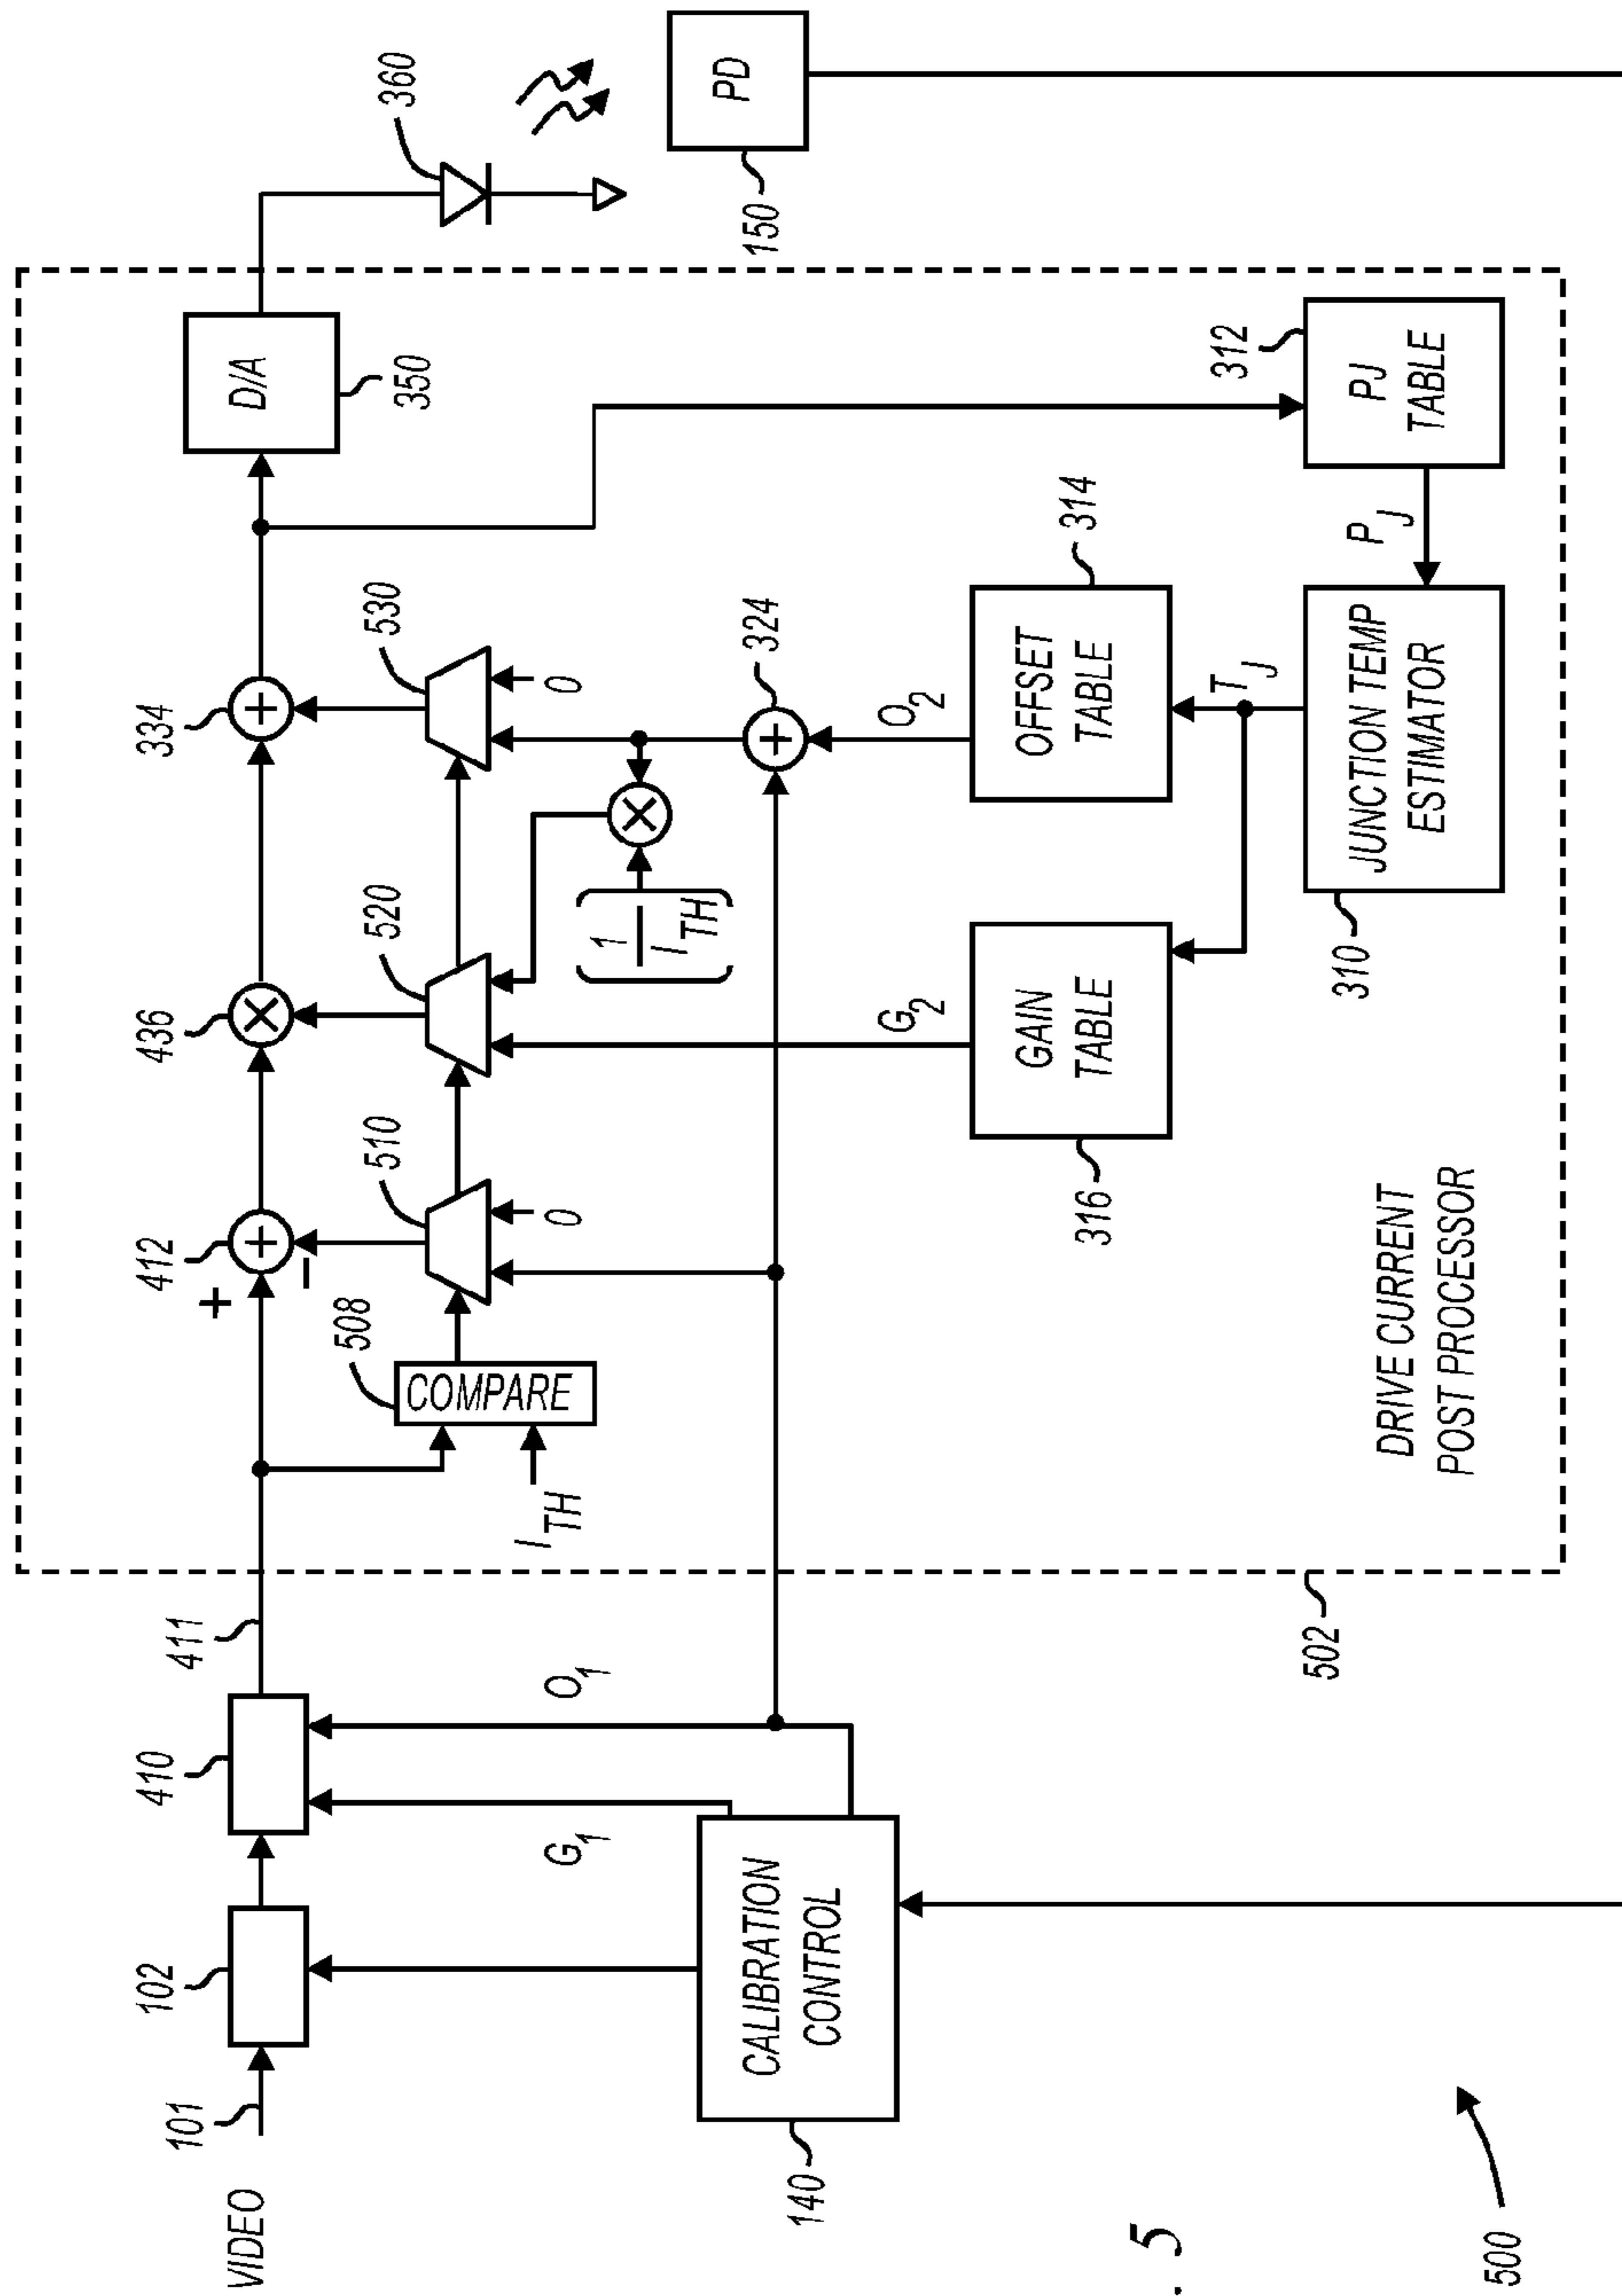 VIDEO
101
102
410
411
412
+
−
+
436
×
334
+
D/A
350
360
508
COMPARE
I TH
510
0
520
530
0
( 1 / I TH )
×
324
+
PD
150
G1
O1
CALIBRATION
CONTROL
140
G2
O2
GAIN
TABLE
316
OFFSET
TABLE
314
TJ
JUNCTION TEMP
ESTIMATOR
310
PJ
PJ
TABLE
312
DRIVE CURRENT
POST PROCESSOR
502
. 5
500